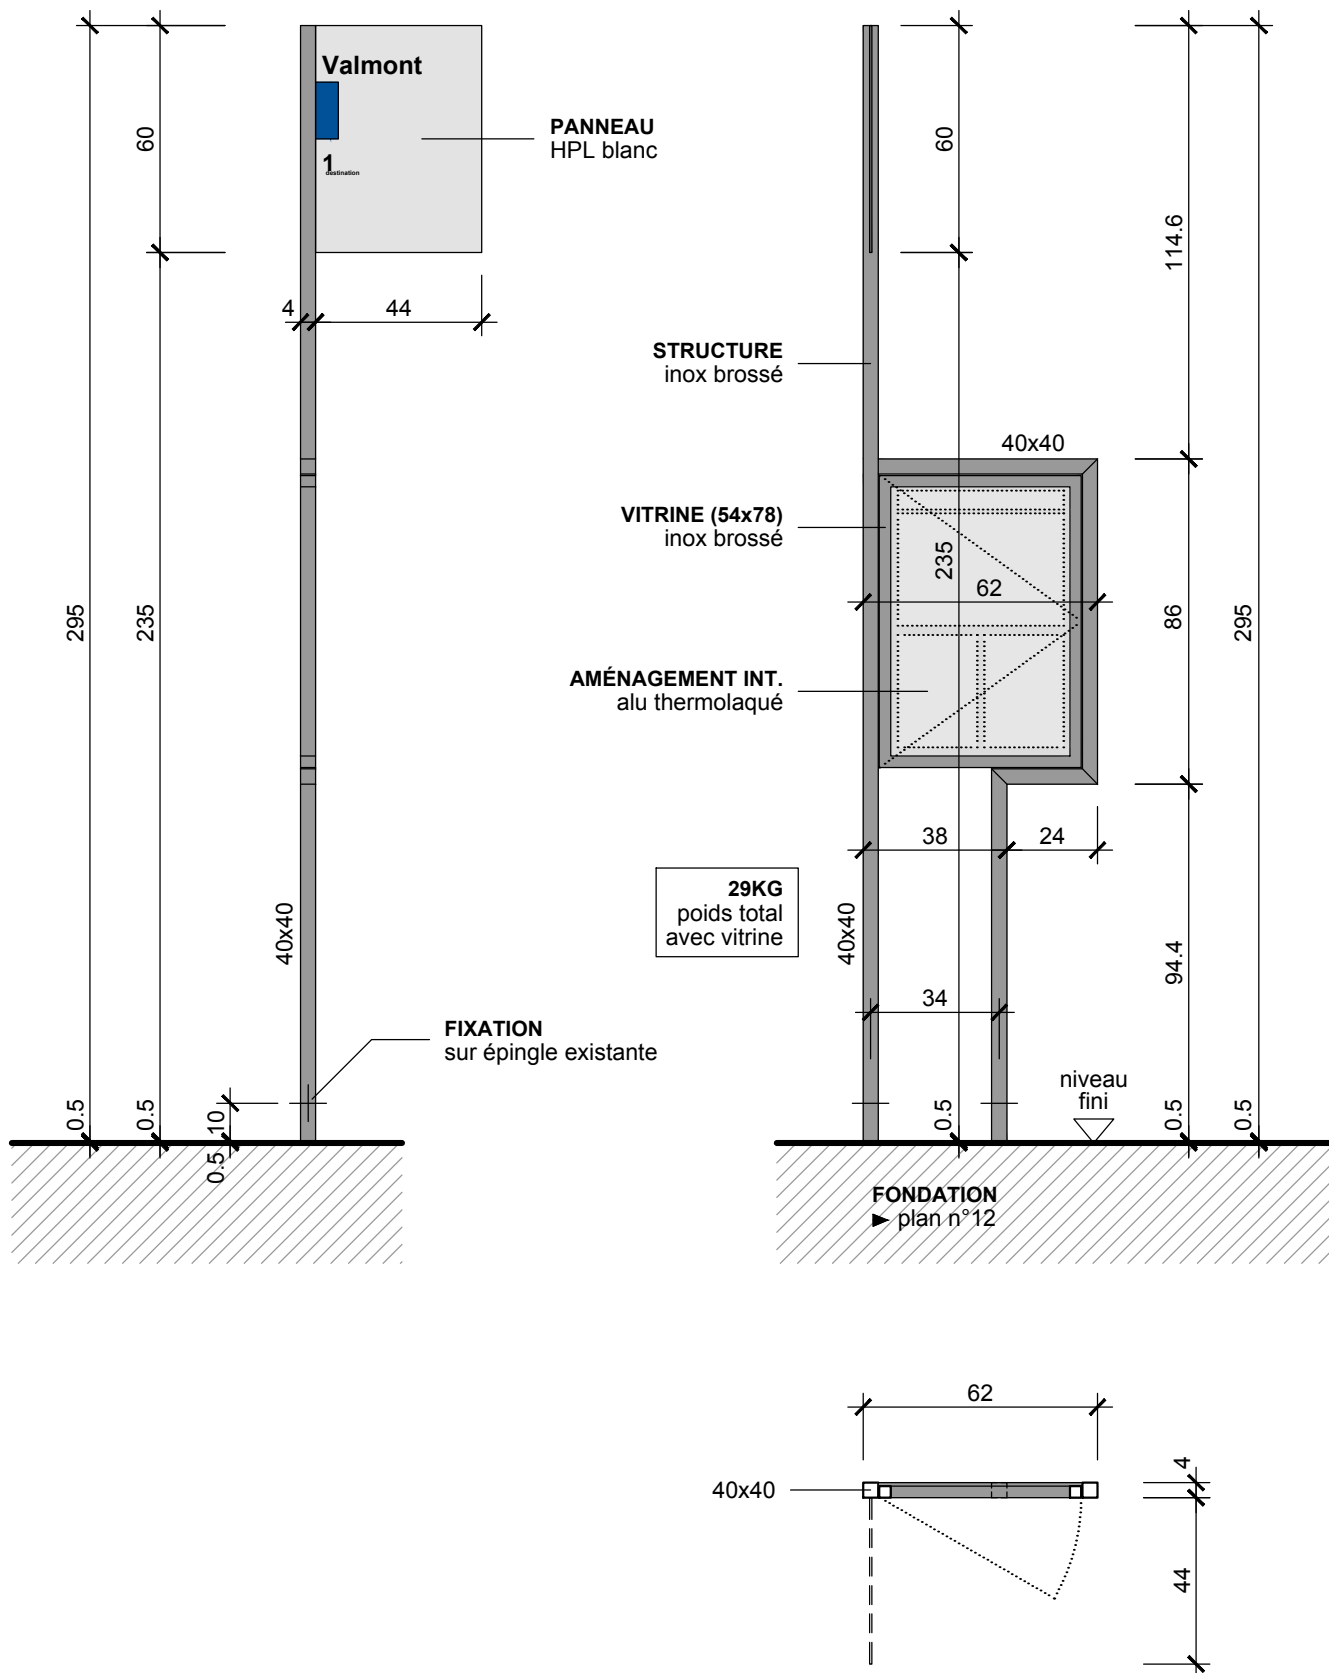 Valmont
1
destination
PANNEAU
HPL blanc
60
4
44
295
235
40x40
FIXATION
sur épingle existante
0.5
0.5
10
0.5
60
114.6
STRUCTURE
inox brossé
40x40
VITRINE (54x78)
inox brossé
235
62
86
295
AMÉNAGEMENT INT.
alu thermolaqué
38
24
29KG
poids total
avec vitrine
40x40
94.4
34
niveau
fini
0.5
0.5
0.5
FONDATION
► plan n°12
62
40x40
4
44